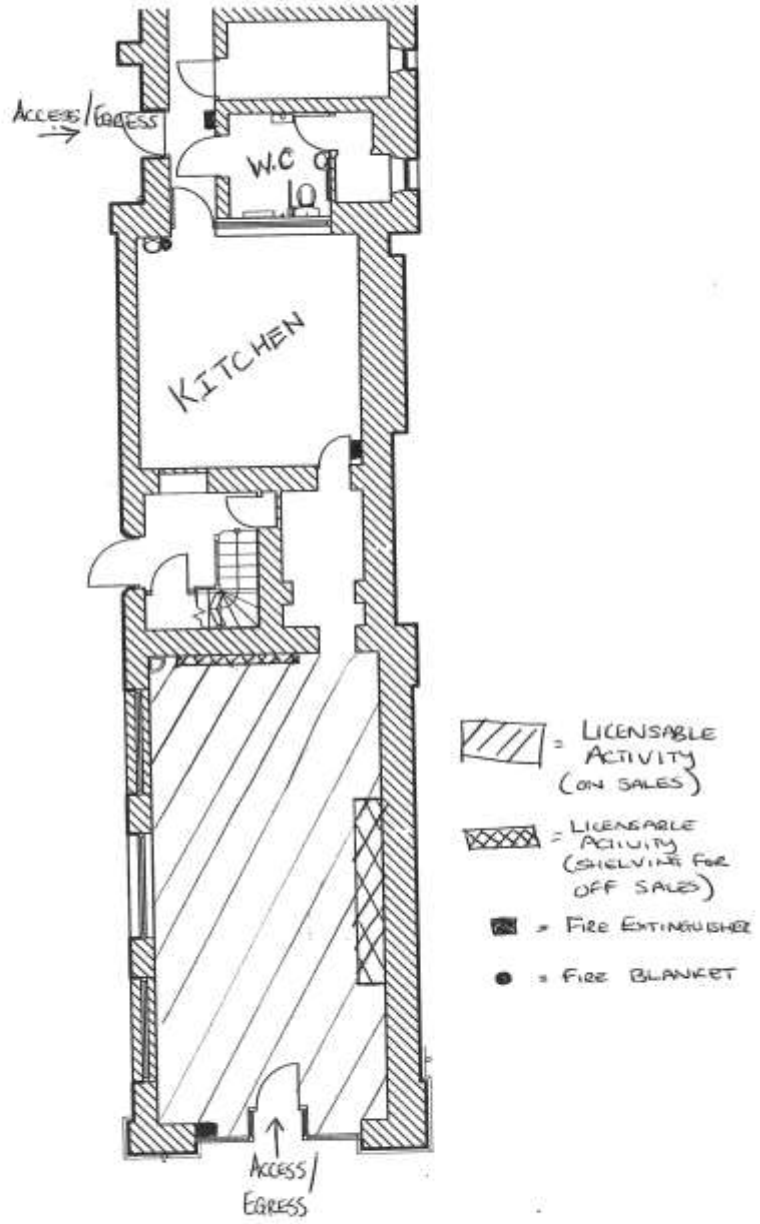 ACCESS/EGRESS
W.C
KITCHEN
= LICENSABLE
ACTIVITY
(ON SALES)
= LICENSABLE
ACTIVITY
(SHELVING FOR
OFF SALES)
= FIRE EXTINGUISHER
= FIRE BLANKET
ACCESS/
EGRESS